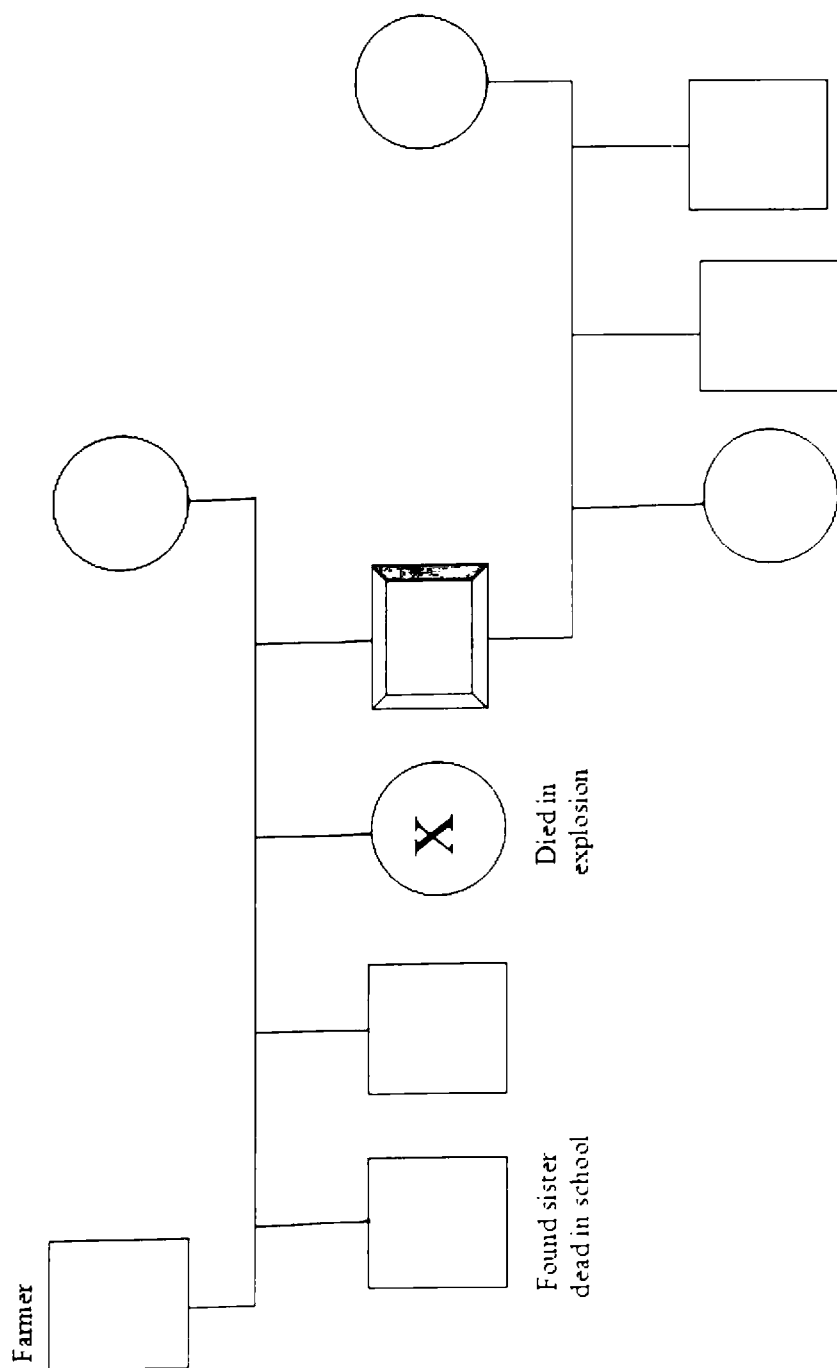 Farmer
Found sister
dead in school
X
Died in
explosion